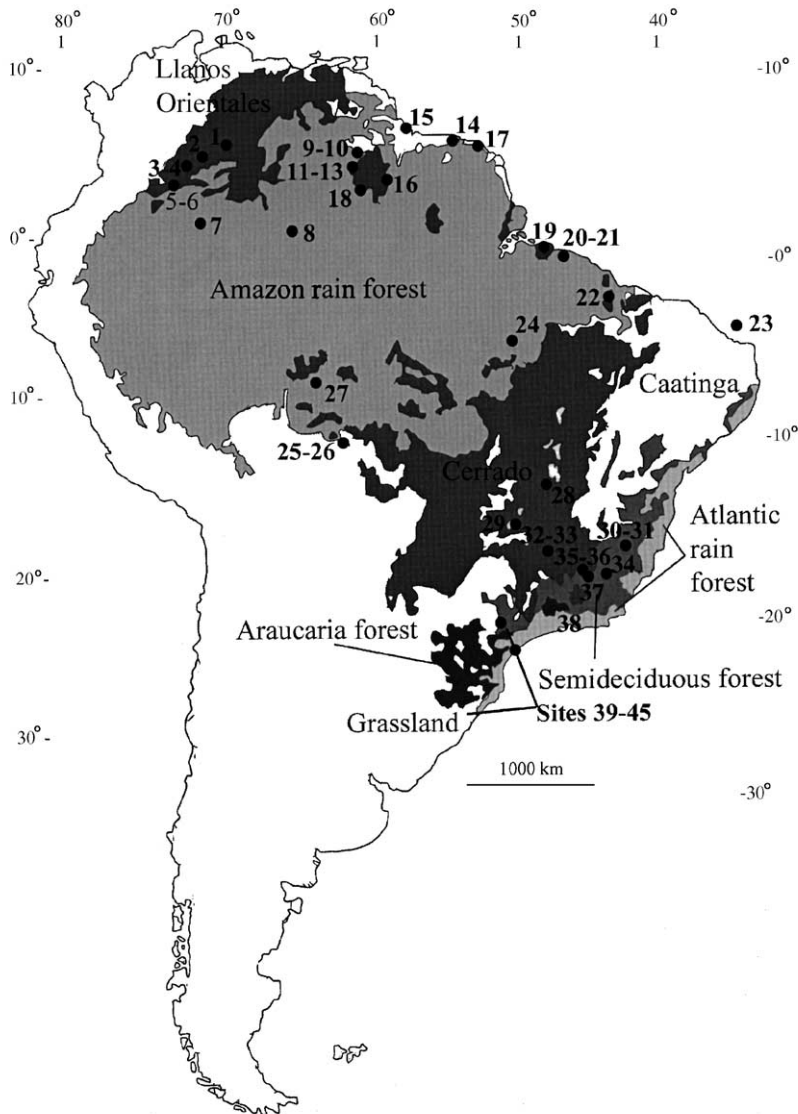 80° 70° 60° 50° 40°
1 1 1 1
10° - -10°
Llanos
Orientales
15 14 17
2 1 9-10
3-4 11-13 16
5-6 18
7 8
0° - -0°
19 20-21
Amazon rain forest
22
24 23
27 Caatinga
10° - -10°
25-26 Cerrado
28
29 32-33 30-31 Atlantic
35-36 34 rain
37 forest
20° - -20°
38
Araucaria forest
Semideciduous forest
Grassland Sites 39-45
30° - -30°
1000 km